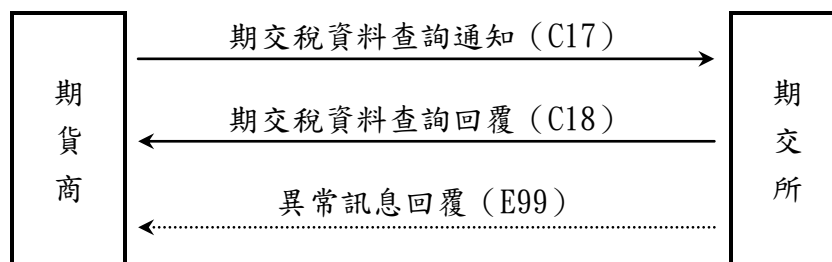 期貨商
期交稅資料查詢通知（C17）
期交稅資料查詢回覆（C18）
異常訊息回覆（E99）
期交所